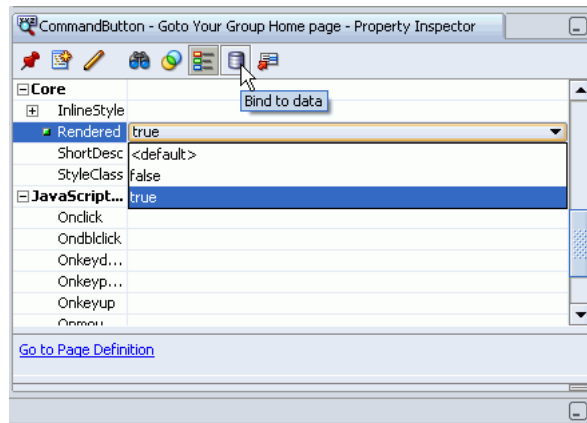 CommandButton - Goto Your Group Home page - Property Inspector
Bind to data
Core
InlineStyle
Rendered true
ShortDesc <default>
StyleClass false
JavaScript... true
Onclick
Ondblclick
Onkeyd...
Onkeyp...
Onkeyup
Onmou
Go to Page Definition